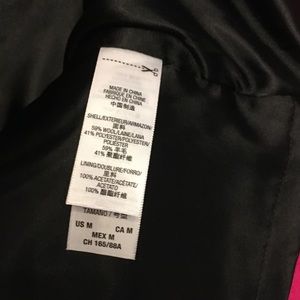 MADE IN CHINA
FABRIQUÉ EN CHINE
HECHO EN CHINA
中国制造
SHELL/EXTERIEUR/ARMAZON/
面料
59% WOOL/LAINE/LANA
41% POLYESTER/POLYESTER/
POLIESTER
59% 羊毛
41% 聚酯纤维
LINING/DOUBLURE/FORRO/
里料
100% ACETATE/ACÉTATE/
ACETATO
100% 醋酯纤维
TAMAÑO / 号型
US M CA M
MEX M
CH 165/88A